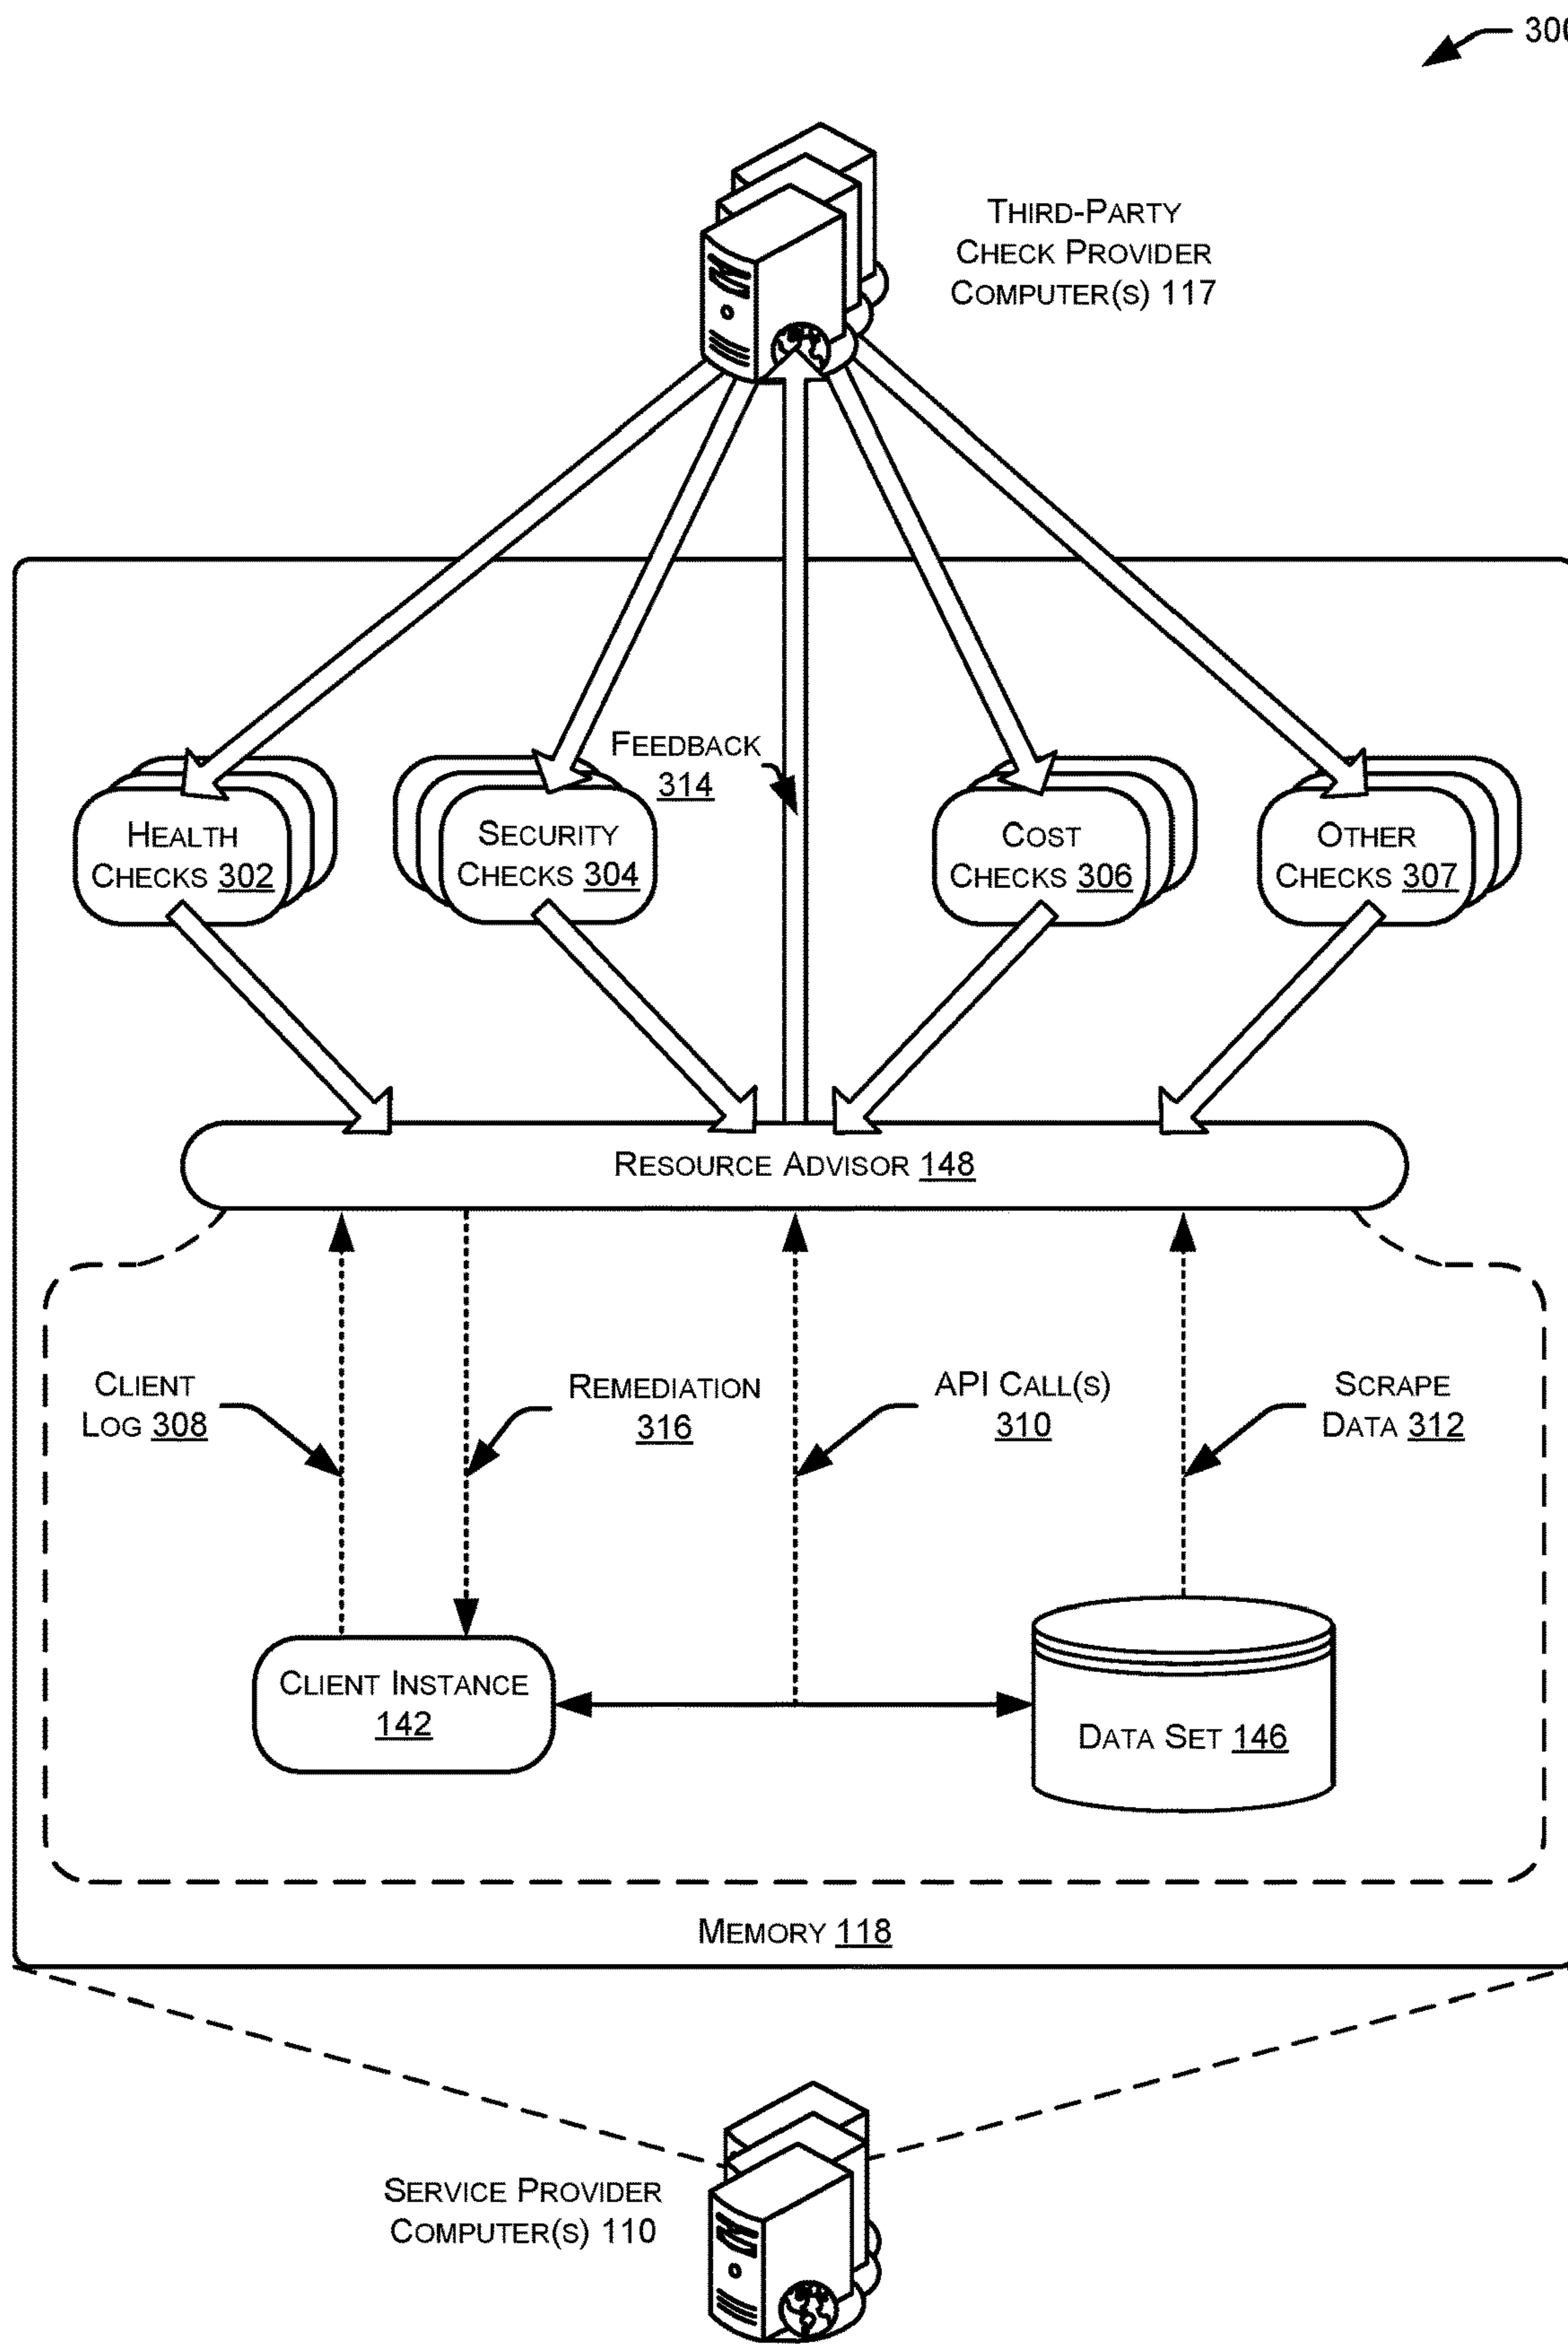 300
THIRD-PARTY
CHECK PROVIDER
COMPUTER(S) 117
FEEDBACK
314
HEALTH
CHECKS 302
SECURITY
CHECKS 304
COST
CHECKS 306
OTHER
CHECKS 307
RESOURCE ADVISOR 148
CLIENT
LOG 308
REMEDIATION
316
API CALL(S)
310
SCRAPE
DATA 312
CLIENT INSTANCE
142
DATA SET 146
MEMORY 118
SERVICE PROVIDER
COMPUTER(S) 110